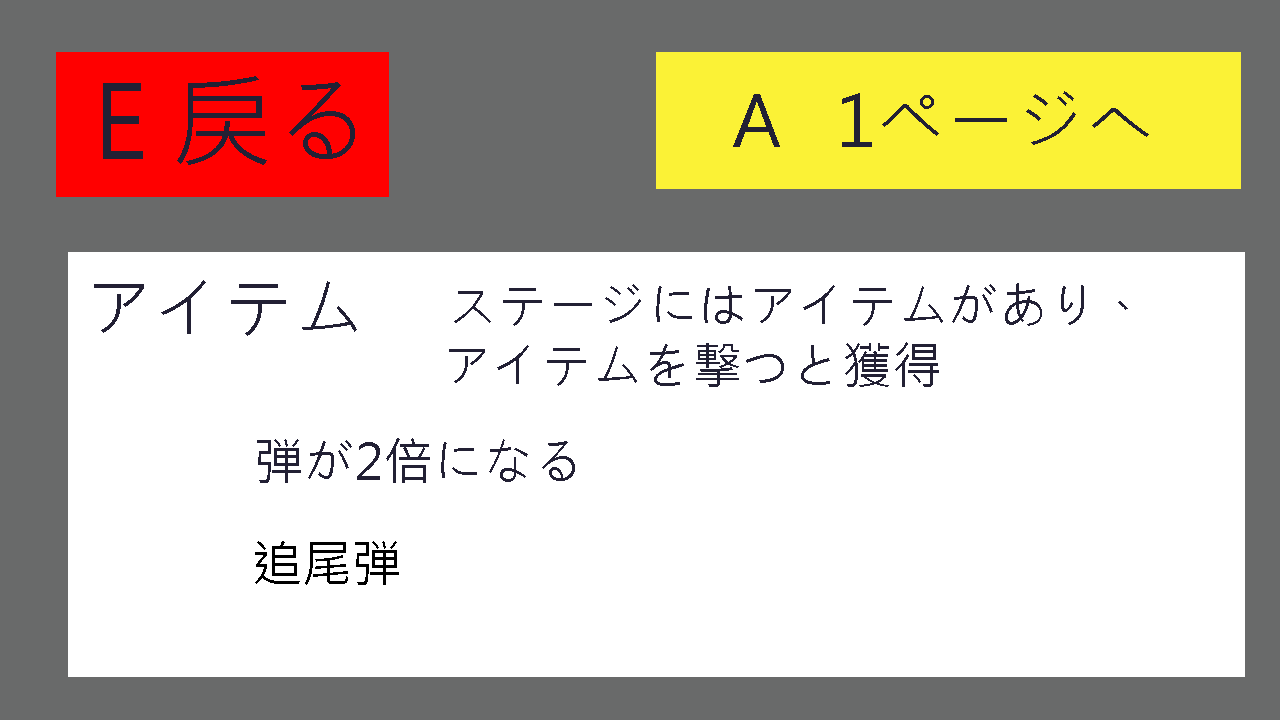 E 戻る
A 1ページへ
アイテム
ステージにはアイテムがあり、
アイテムを撃つと獲得
弾が2倍になる
追尾弾